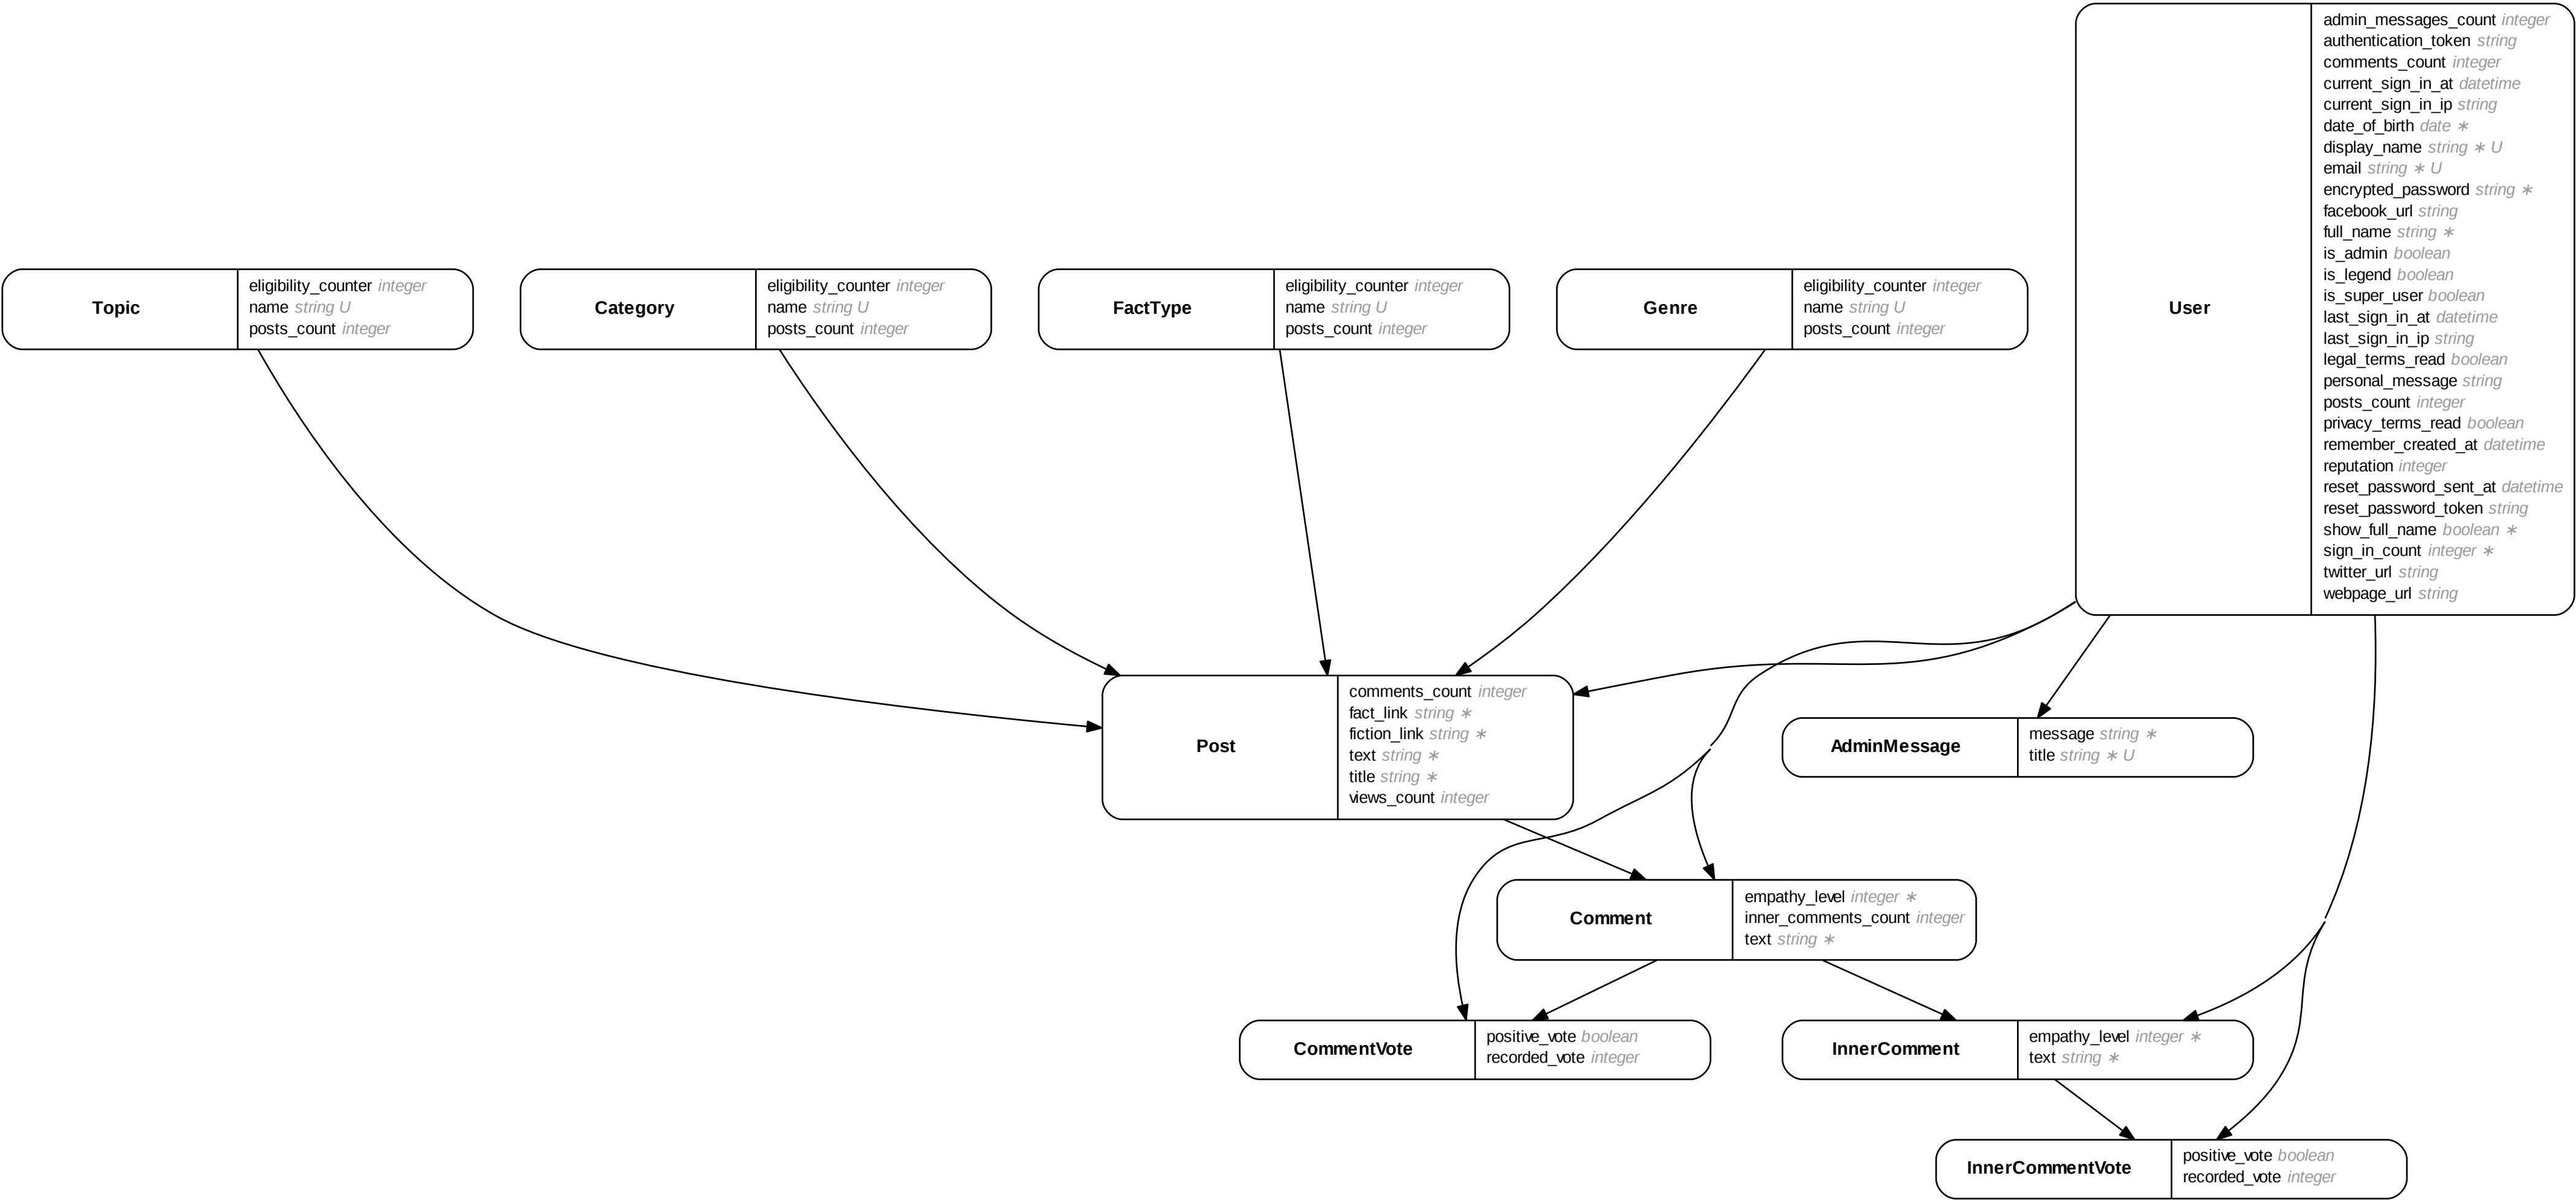 Topic
eligibility_counter integer
name string U
posts_count integer
Category
eligibility_counter integer
name string U
posts_count integer
FactType
eligibility_counter integer
name string U
posts_count integer
Genre
eligibility_counter integer
name string U
posts_count integer
User
admin_messages_count integer
authentication_token string
comments_count integer
current_sign_in_at datetime
current_sign_in_ip string
date_of_birth date ∗
display_name string ∗ U
email string ∗ U
encrypted_password string ∗
facebook_url string
full_name string ∗
is_admin boolean
is_legend boolean
is_super_user boolean
last_sign_in_at datetime
last_sign_in_ip string
legal_terms_read boolean
personal_message string
posts_count integer
privacy_terms_read boolean
remember_created_at datetime
reputation integer
reset_password_sent_at datetime
reset_password_token string
show_full_name boolean ∗
sign_in_count integer ∗
twitter_url string
webpage_url string
Post
comments_count integer
fact_link string ∗
fiction_link string ∗
text string ∗
title string ∗
views_count integer
AdminMessage
message string ∗
title string ∗ U
Comment
empathy_level integer ∗
inner_comments_count integer
text string ∗
CommentVote
positive_vote boolean
recorded_vote integer
InnerComment
empathy_level integer ∗
text string ∗
InnerCommentVote
positive_vote boolean
recorded_vote integer